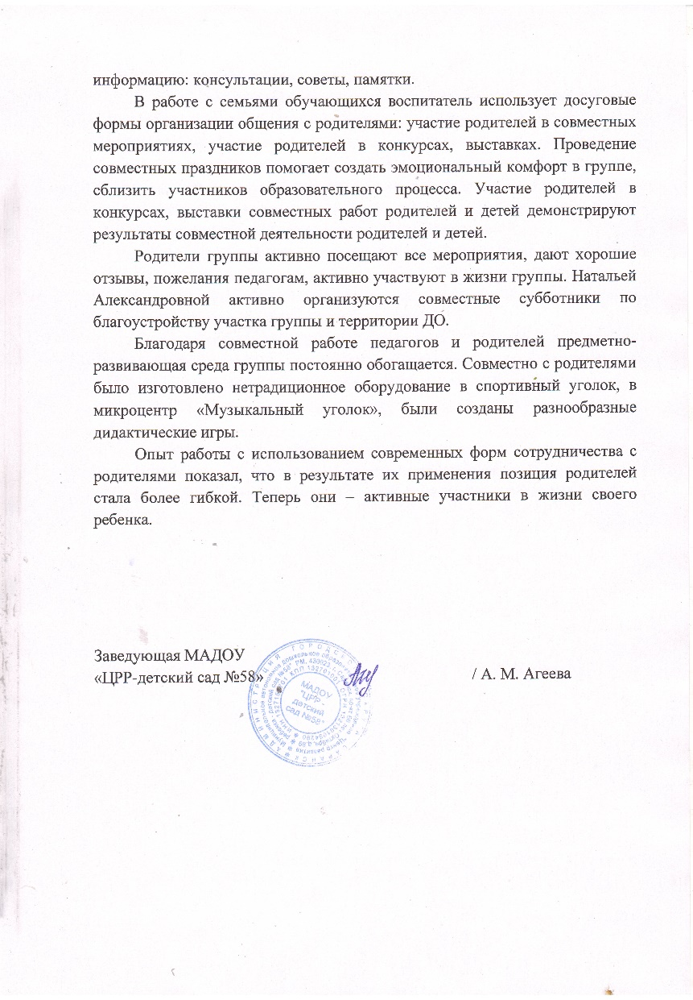 информацию: консультации, советы, памятки.
В работе с семьями обучающихся воспитатель использует досуговые
формы организации общения с родителями: участие родителей в совместных
мероприятиях, участие родителей в конкурсах, выставках. Проведение
совместных праздников помогает создать эмоциональный комфорт в группе,
сблизить участников образовательного процесса. Участие родителей в
конкурсах, выставки совместных работ родителей и детей демонстрируют
результаты совместной деятельности родителей и детей.
Родители группы активно посещают все мероприятия, дают хорошие
отзывы, пожелания педагогам, активно участвуют в жизни группы. Натальей
Александровной активно организуются совместные субботники по
благоустройству участка группы и территории ДО.
Благодаря совместной работе педагогов и родителей предметно-
развивающая среда группы постоянно обогащается. Совместно с родителями
было изготовлено нетрадиционное оборудование в спортивный уголок, в
микроцентр «Музыкальный уголок», были созданы разнообразные
дидактические игры.
Опыт работы с использованием современных форм сотрудничества с
родителями показал, что в результате их применения позиция родителей
стала более гибкой. Теперь они – активные участники в жизни своего
ребенка.
Заведующая МАДОУ
«ЦРР-детский сад №58»
/ А. М. Агеева
МАДОУ
"ЦРР -
детский
сад №58"